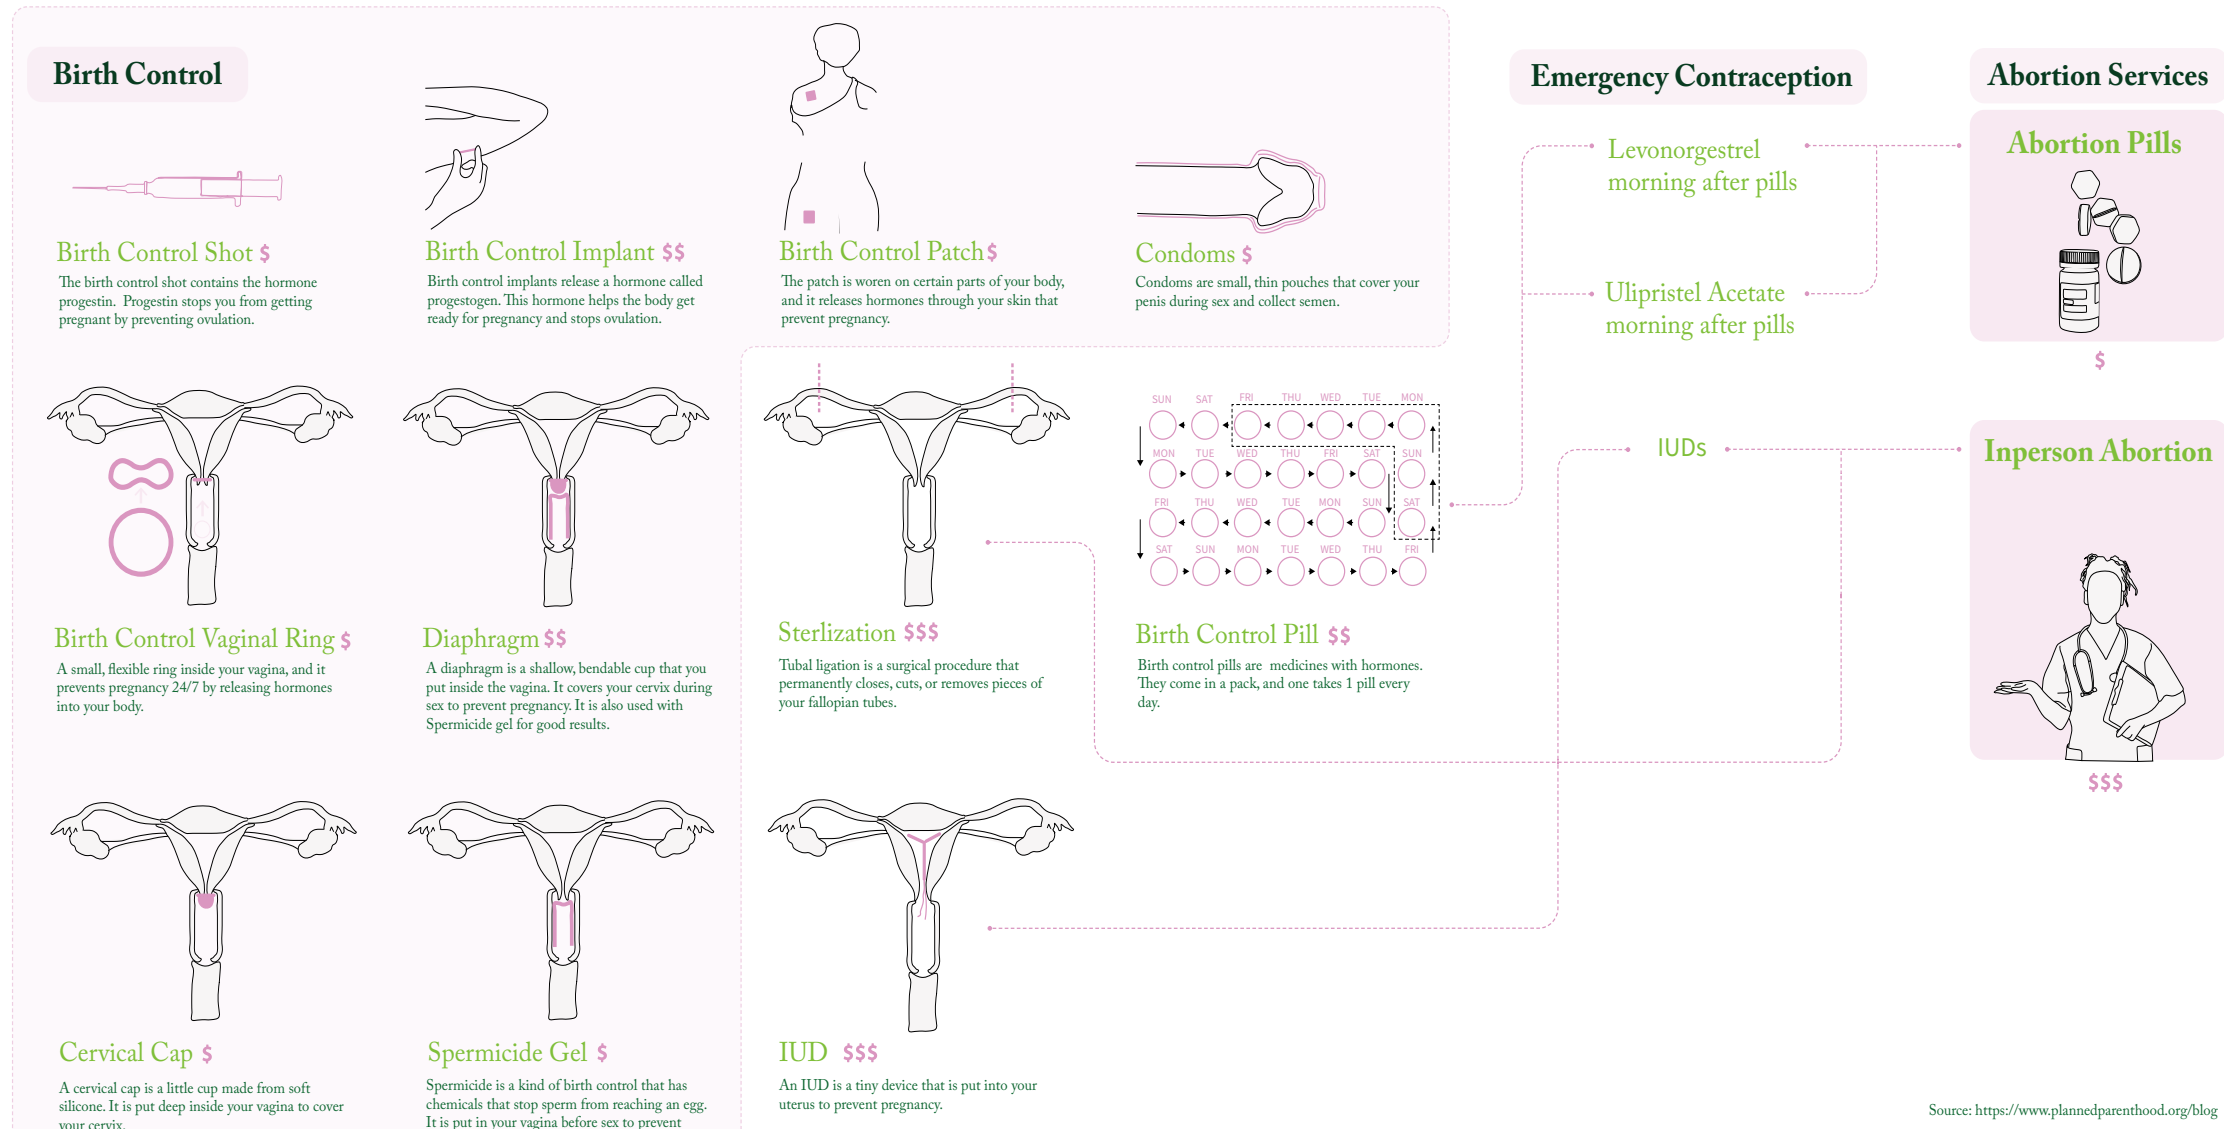 Birth Control
Emergency Contraception
Abortion Services
Birth Control Shot $
The birth control shot contains the hormone
progestin. Progestin stops you from getting
pregnant by preventing ovulation.
Birth Control Implant $$
Birth control implants release a hormone called
progestogen. This hormone helps the body get
ready for pregnancy and stops ovulation.
Birth Control Patch $
The patch is woren on certain parts of your body,
and it releases hormones through your skin that
prevent pregnancy.
Condoms $
Condoms are small, thin pouches that cover your
penis during sex and collect semen.
Levonorgestrel
morning after pills
Ulipristel Acetate
morning after pills
Abortion Pills
$
Birth Control Vaginal Ring $
A small, flexible ring inside your vagina, and it
prevents pregnancy 24/7 by releasing hormones
into your body.
Diaphragm $$
A diaphragm is a shallow, bendable cup that you
put inside the vagina. It covers your cervix during
sex to prevent pregnancy. It is also used with
Spermicide gel for good results.
Sterlization $$$
Tubal ligation is a surgical procedure that
permanently closes, cuts, or removes pieces of
your fallopian tubes.
SUN SAT FRI THU WED TUE MON
MON TUE WED THU FRI SAT SUN
FRI THU WED TUE MON SUN SAT
SAT SUN MON TUE WED THU FRI
Birth Control Pill $$
Birth control pills are medicines with hormones.
They come in a pack, and one takes 1 pill every
day.
IUDs
Inperson Abortion
$$$
Cervical Cap $
A cervical cap is a little cup made from soft
silicone. It is put deep inside your vagina to cover
your cervix.
Spermicide Gel $
Spermicide is a kind of birth control that has
chemicals that stop sperm from reaching an egg.
It is put in your vagina before sex to prevent
IUD $$$
An IUD is a tiny device that is put into your
uterus to prevent pregnancy.
Source: https://www.plannedparenthood.org/blog